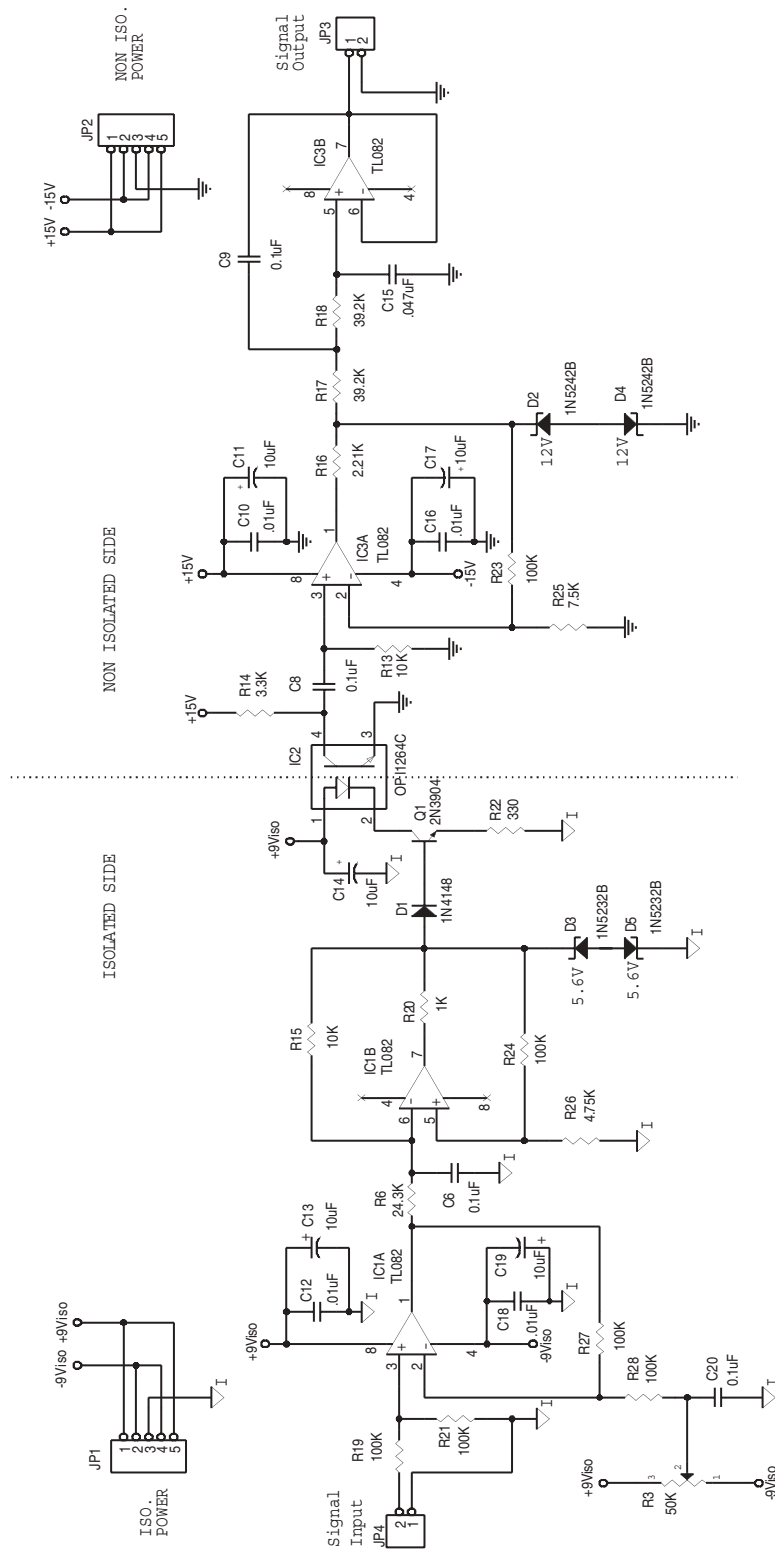 ISO.
POWER
JP1
1
2
3
4
5
-9Viso
+9Viso
I
ISOLATED SIDE
NON ISOLATED SIDE
NON ISO.
POWER
JP2
1
2
3
4
5
+15V
-15V
Signal
Input
JP4
2
1
R19
100K
R21
100K
I
+9Viso
C12
.01uF
C13
+
10uF
I
8
3
+
2
-
1
4
IC1A
TL082
-9Viso
C18
.01uF
C19
10uF
+
I
R27
100K
R28
100K
C20
0.1uF
I
+9Viso
R3
50K
3
2
1
-9Viso
R6
24.3K
C6
0.1uF
I
R15
10K
IC1B
TL082
4
6
-
5
+
7
8
R20
1K
R24
100K
R26
4.75K
I
D1
1N4148
D3
1N5232B
5.6V
D5
1N5232B
5.6V
I
+9Viso
C14
+
10uF
I
Q1
2N3904
R22
330
I
IC2
OPI1264C
1
2
4
3
+15V
R14
3.3K
C8
0.1uF
R13
10K
+15V
C10
.01uF
C11
+
10uF
8
3
+
2
-
1
4
IC3A
TL082
-15V
C16
.01uF
C17
+
10uF
R16
2.21K
R23
100K
R25
7.5K
D2
1N5242B
12V
D4
1N5242B
12V
R17
39.2K
R18
39.2K
C9
0.1uF
C15
.047uF
IC3B
TL082
8
5
+
6
-
7
4
Signal
Output
JP3
1
2